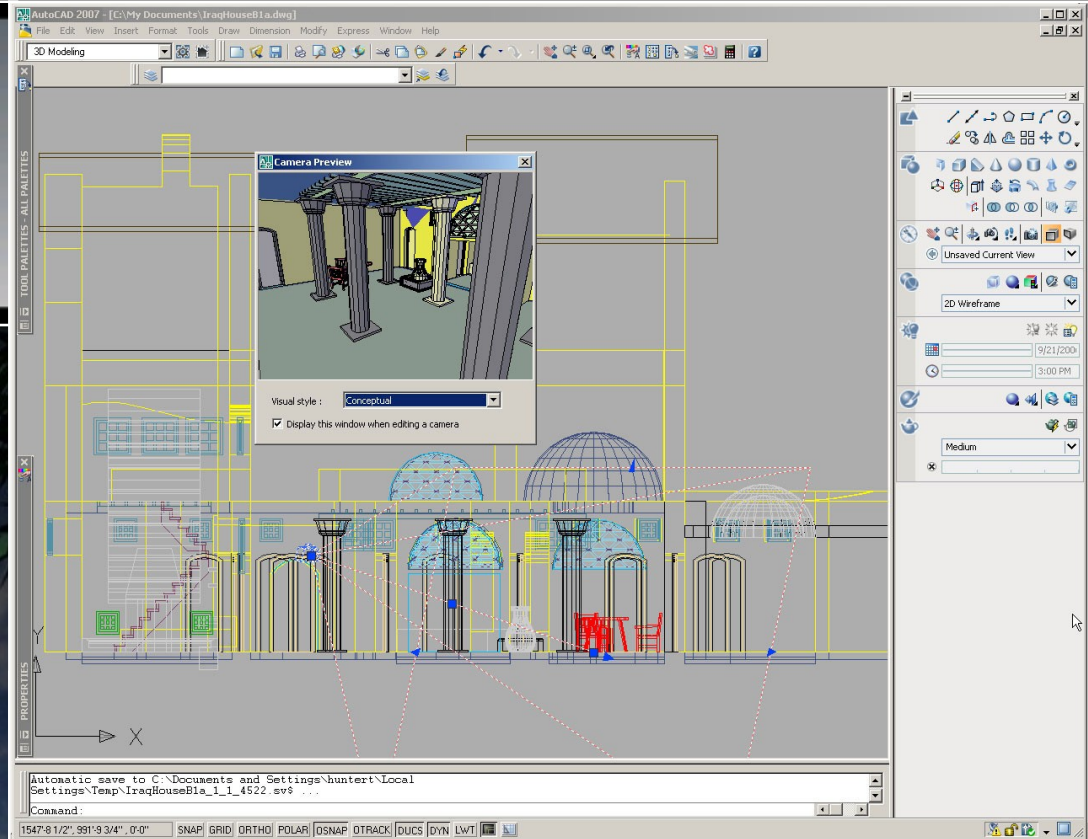 AutoCAD 2007 - [C:\My Documents\IraqHouseB1a.dwg]
File Edit View Insert Format Tools Draw Dimension Modify Express Window Help
3D Modeling
TOOL PALETTES - ALL PALETTES
Camera Preview
Visual style :
Conceptual
Display this window when editing a camera
Unsaved Current View
2D Wireframe
9/21/200
3:00 PM
Medium
PROPERTIES
Y
X
Automatic save to C:\Documents and Settings\huntert\Local
Settings\Temp\IraqHouseB1a_1_1_4522.sv$ ...
Command:
1547'-8 1/2", 991'-9 3/4" , 0'-0"
SNAP GRID ORTHO POLAR OSNAP OTRACK DUCS DYN LWT